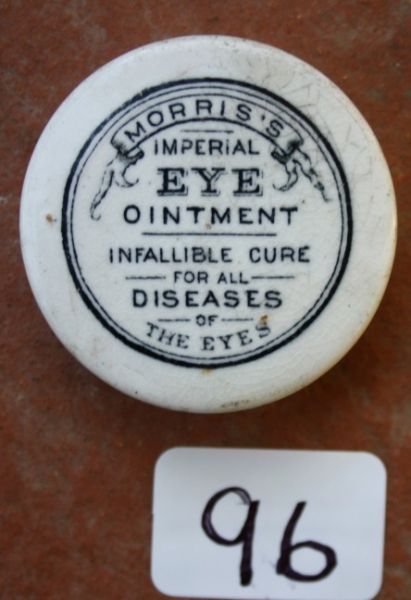 MORRIS'S
IMPERIAL
EYE
OINTMENT
INFALLIBLE CURE
FOR ALL
DISEASES
OF
THE EYES
96